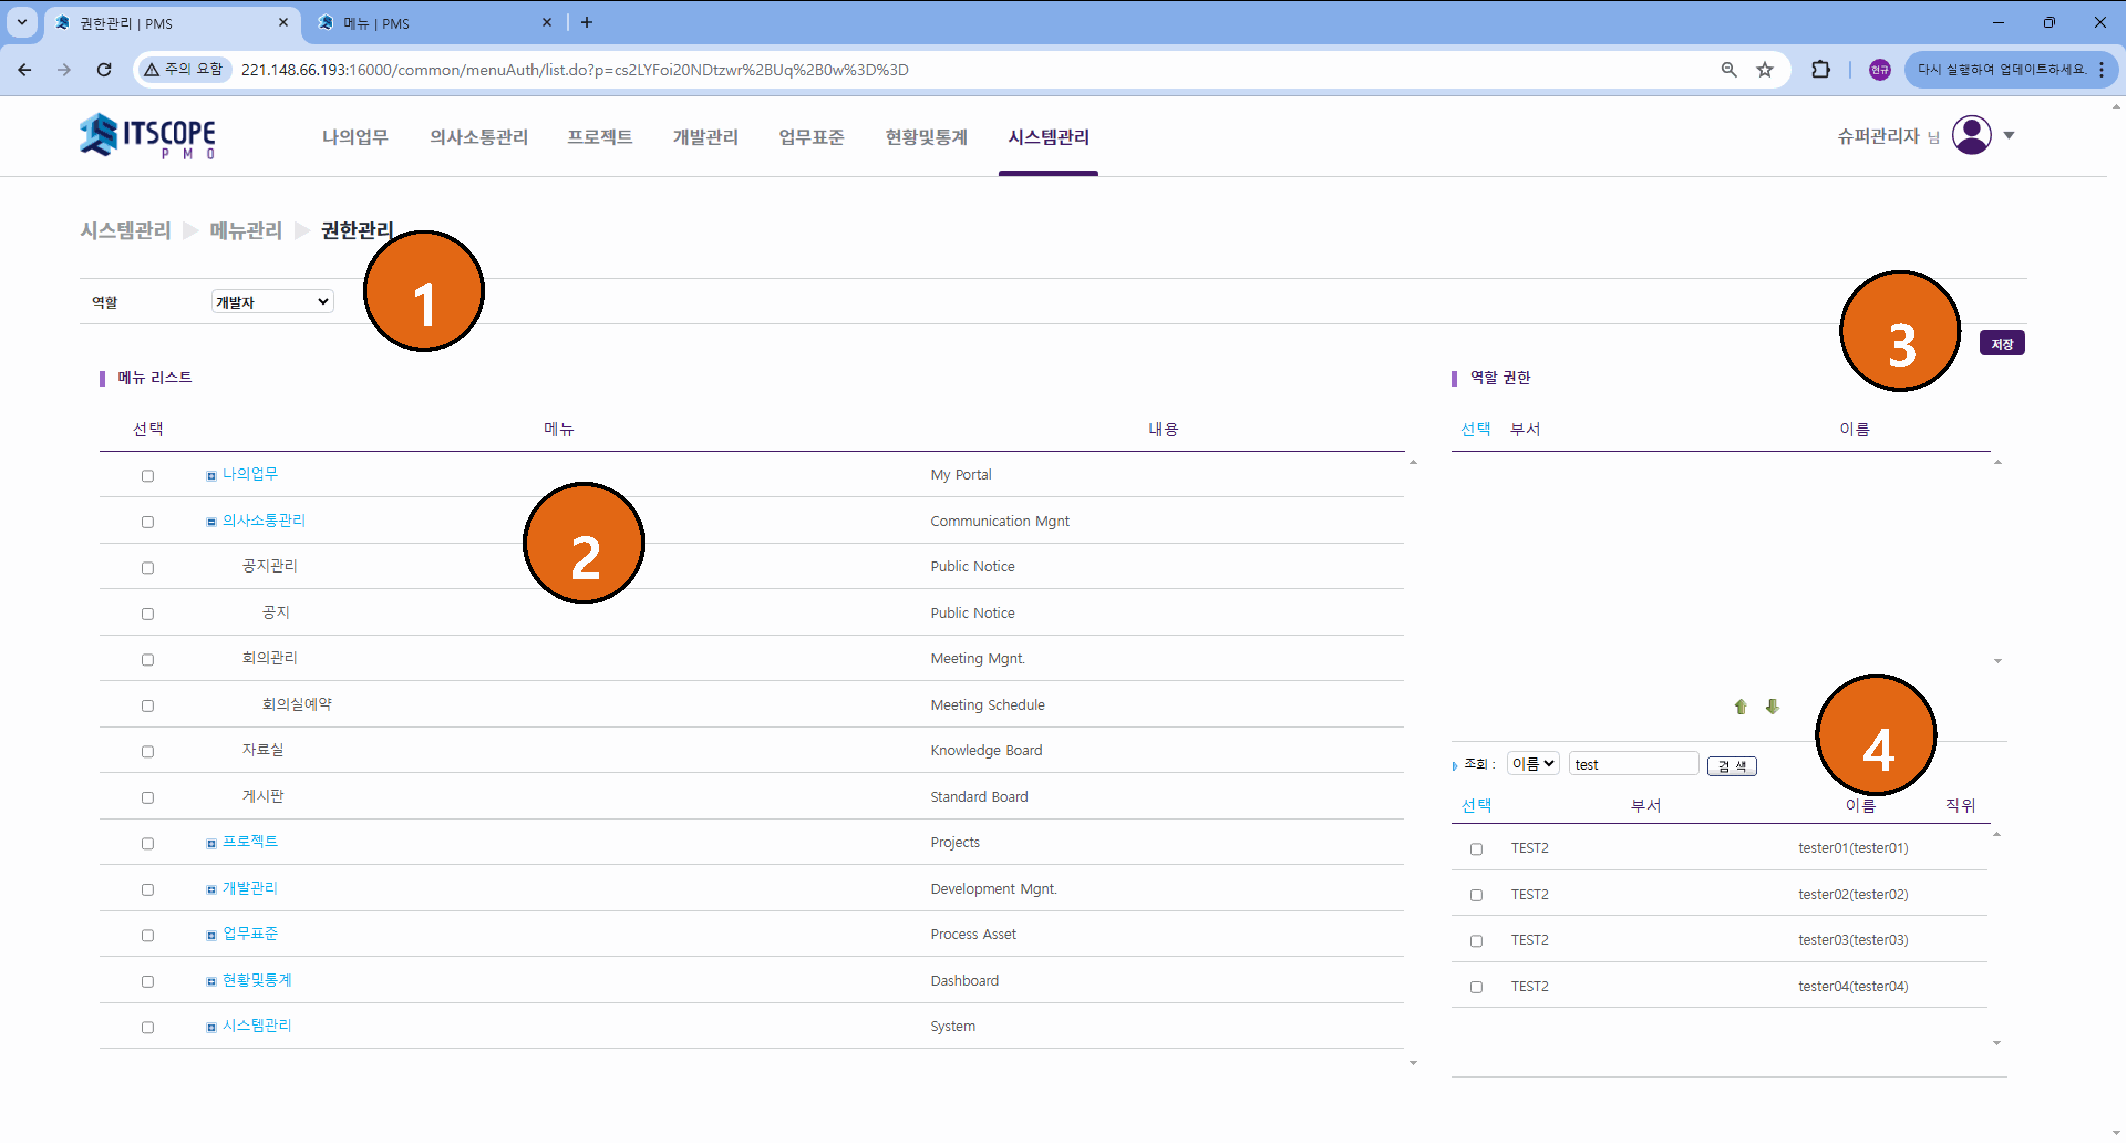 권한관리 | PMS
메뉴 | PMS
주의 요함
221.148.66.193:16000/common/menuAuth/list.do?p=cs2LYFoi20NDtzwr%2BUq%2B0w%3D%3D
현규
다시 실행하여 업데이트하세요.
ITSCOPE
PMO
나의업무 의사소통관리 프로젝트 개발관리 업무표준 현황및통계 시스템관리
슈퍼관리자 님
시스템관리 메뉴관리 권한관리
역할 개발자
1
3
저장
메뉴 리스트
선택 메뉴 내용
나의업무 My Portal
의사소통관리 Communication Mgnt
2
공지관리 Public Notice
공지 Public Notice
회의관리 Meeting Mgnt.
회의실예약 Meeting Schedule
자료실 Knowledge Board
게시판 Standard Board
프로젝트 Projects
개발관리 Development Mgnt.
업무표준 Process Asset
현황및통계 Dashboard
시스템관리 System
역할 권한
선택 부서 이름
4
조회 : 이름 test 검 색
선택 부서 이름 직위
TEST2 tester01(tester01)
TEST2 tester02(tester02)
TEST2 tester03(tester03)
TEST2 tester04(tester04)